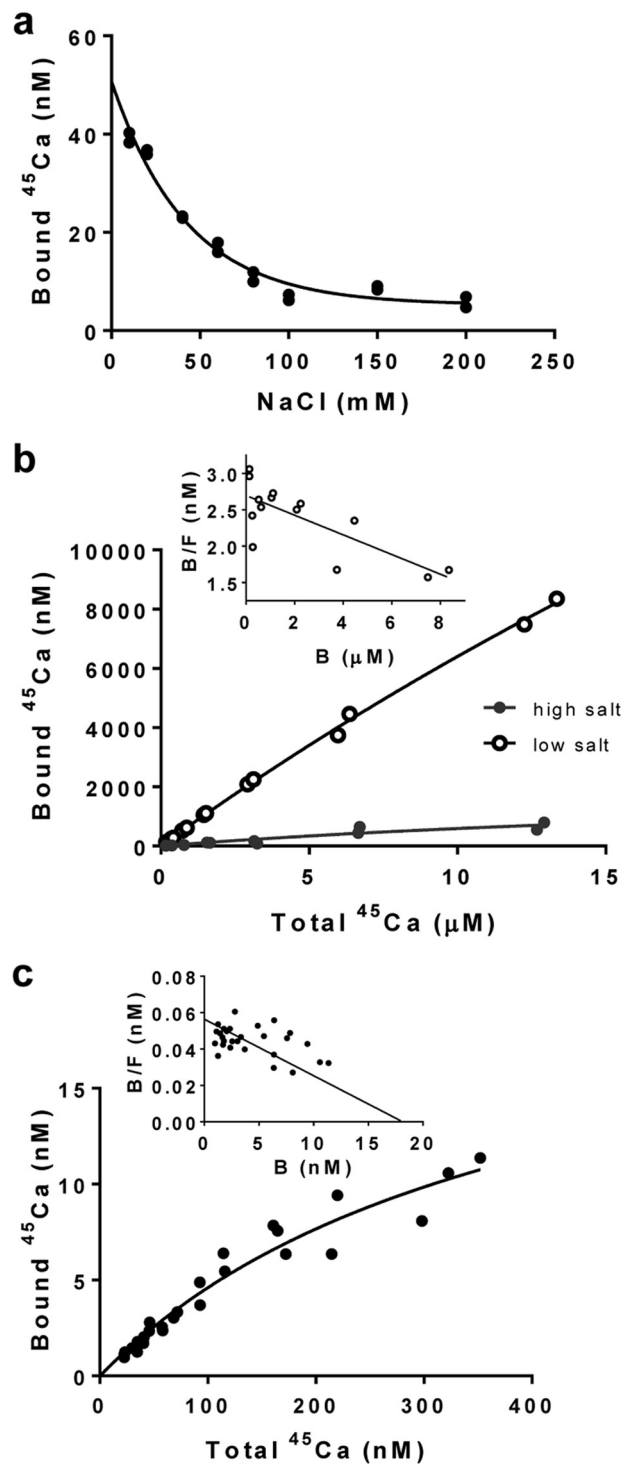 a
60
40
20
0
Bound ⁴⁵Ca (nM)
0 50 100 150 200 250
NaCl (mM)
b
3.0
2.5
2.0
1.5
B/F (nM)
0 2 4 6 8
B (μM)
10000
8000
6000
4000
2000
0
Bound ⁴⁵Ca (nM)
high salt
low salt
0 5 10 15
Total ⁴⁵Ca (μM)
c
0.08
0.06
0.04
0.02
0.00
B/F (nM)
0 5 10 15 20
B (nM)
15
10
5
0
Bound ⁴⁵Ca (nM)
0 100 200 300 400
Total ⁴⁵Ca (nM)